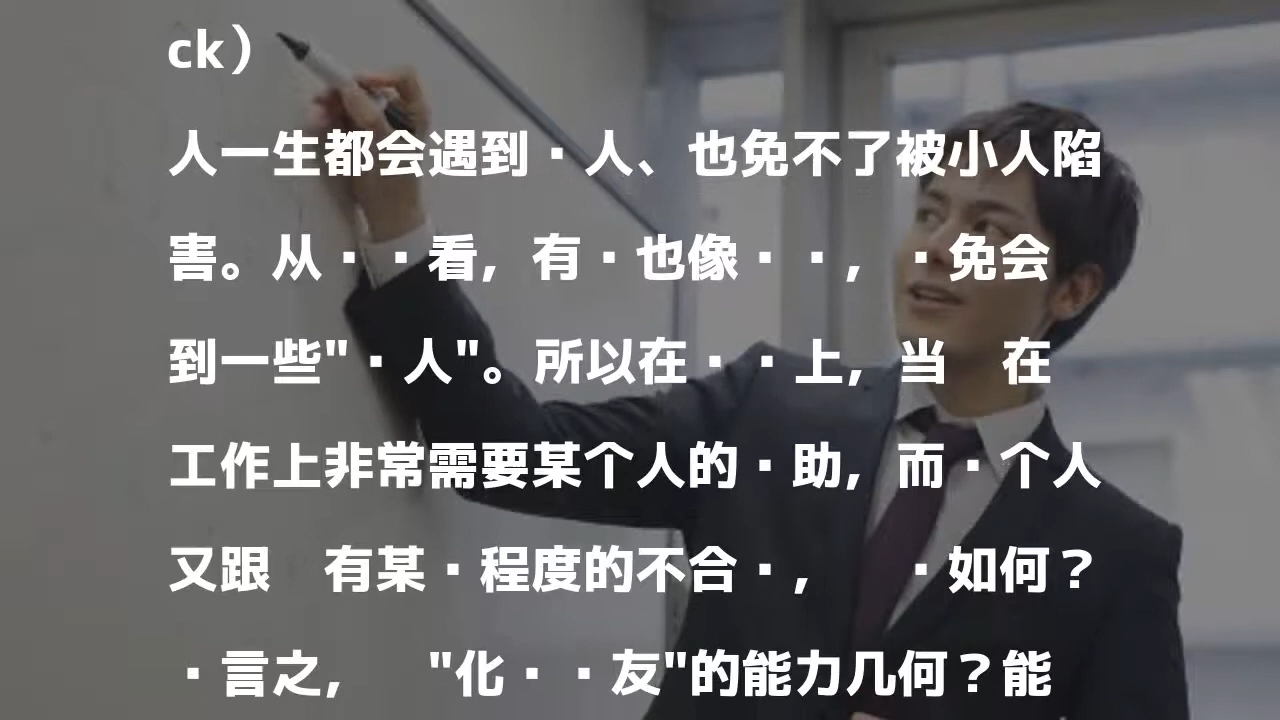 ck）
人一生都会遇到·人、也免不了被小人陷
害。从··看，有·也像··，·免会
到一些"·人"。所以在··上，当　在
工作上非常需要某个人的·助，而·个人
又跟　有某·程度的不合·，　·如何？
·言之，　"化··友"的能力几何？能